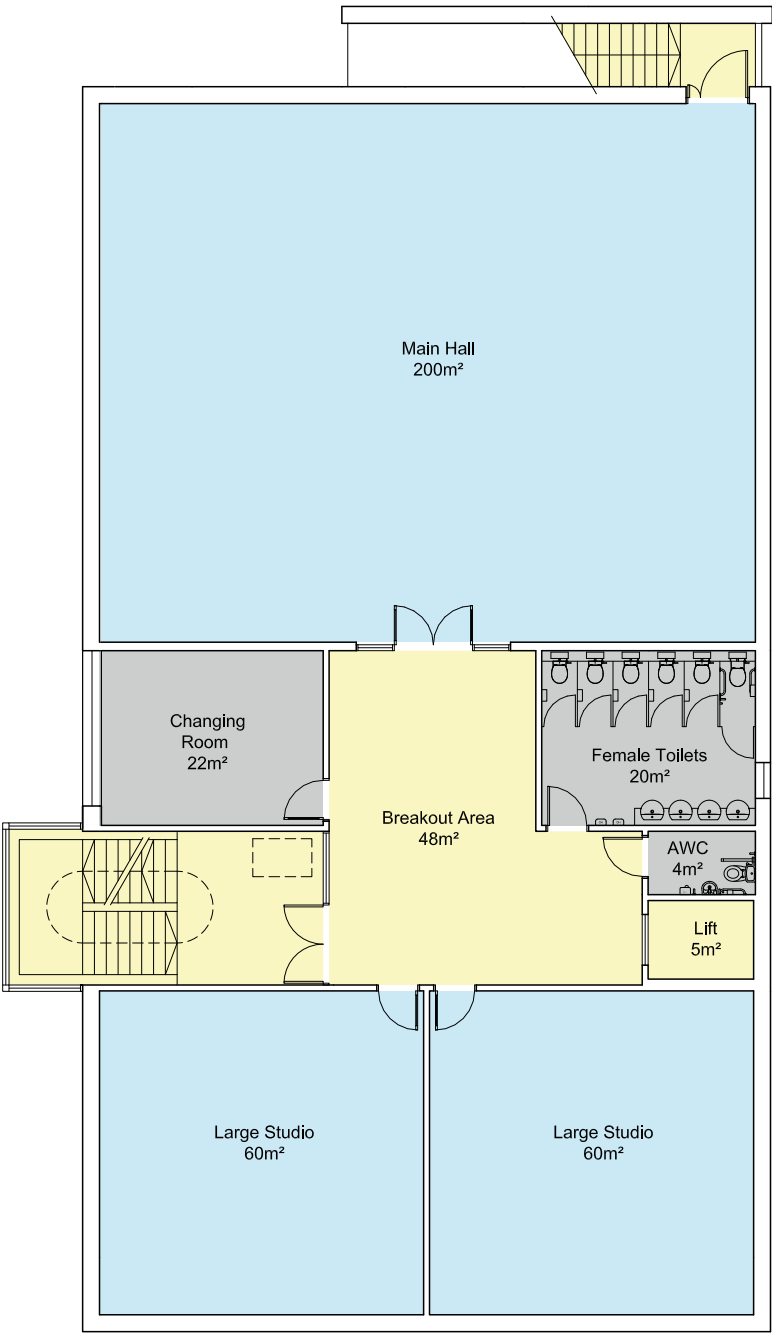 Main Hall
200m²
Changing
Room
22m²
Female Toilets
20m²
Breakout Area
48m²
AWC
4m²
Lift
5m²
Large Studio
60m²
Large Studio
60m²